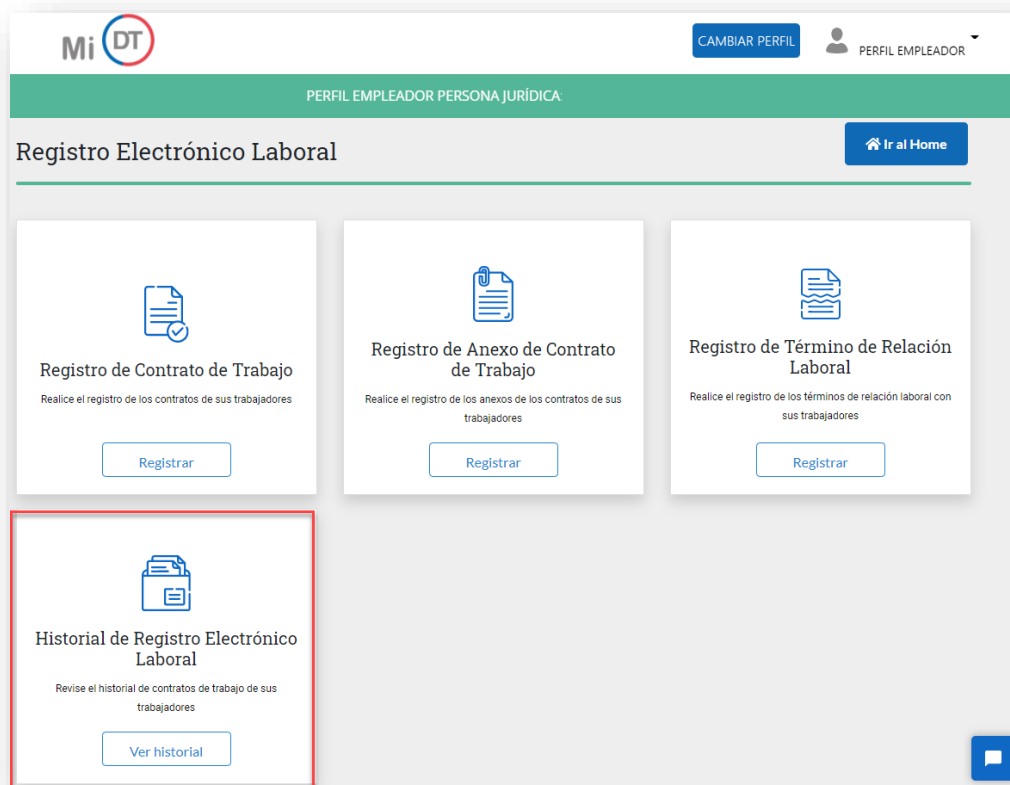 Mi DT
CAMBIAR PERFIL
PERFIL EMPLEADOR
PERFIL EMPLEADOR PERSONA JURÍDICA:
Registro Electrónico Laboral
Ir al Home
Registro de Contrato de Trabajo
Realice el registro de los contratos de sus trabajadores
Registrar
Registro de Anexo de Contrato
de Trabajo
Realice el registro de los anexos de los contratos de sus
trabajadores
Registrar
Registro de Término de Relación
Laboral
Realice el registro de los términos de relación laboral con
sus trabajadores
Registrar
Historial de Registro Electrónico
Laboral
Revise el historial de contratos de trabajo de sus
trabajadores
Ver historial